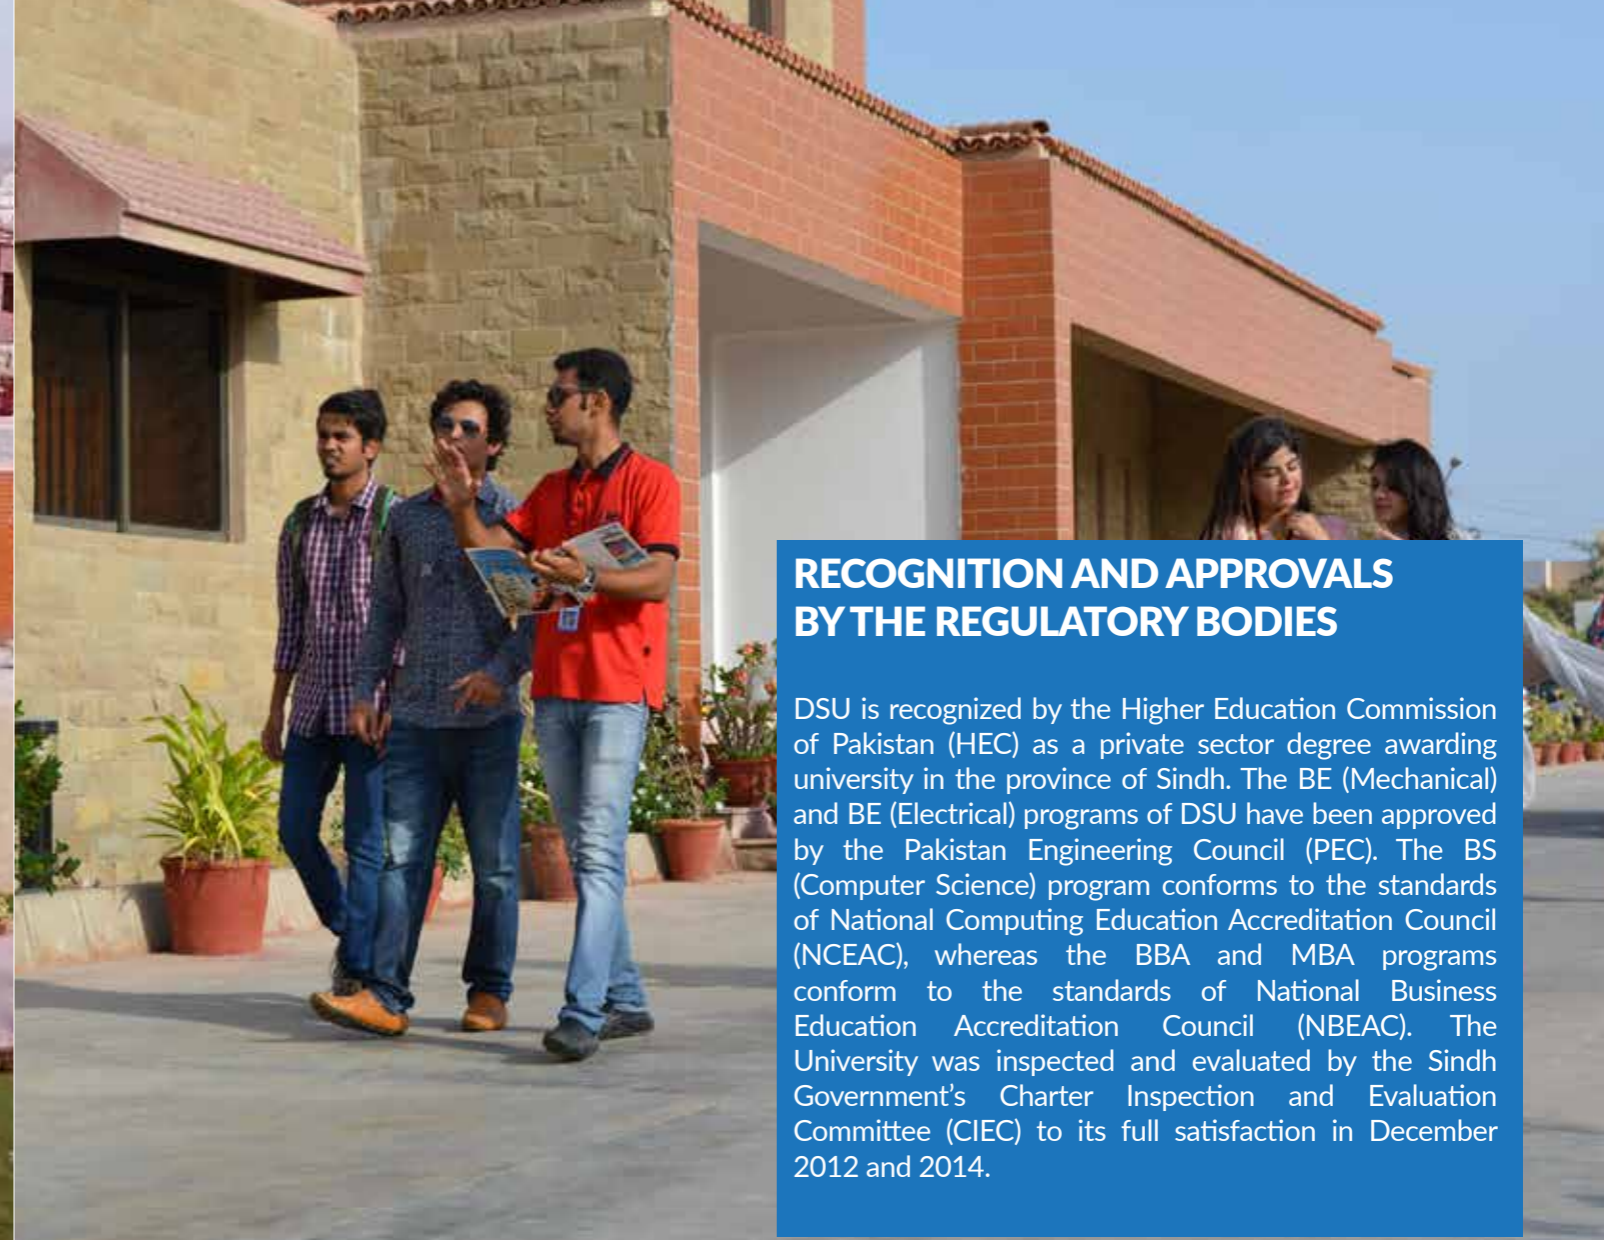 RECOGNITION AND APPROVALS
BY THE REGULATORY BODIES
DSU is recognized by the Higher Education Commission
of Pakistan (HEC) as a private sector degree awarding
university in the province of Sindh. The BE (Mechanical)
and BE (Electrical) programs of DSU have been approved
by the Pakistan Engineering Council (PEC). The BS
(Computer Science) program conforms to the standards
of National Computing Education Accreditation Council
(NCEAC), whereas the BBA and MBA programs
conform to the standards of National Business
Education Accreditation Council (NBEAC). The
University was inspected and evaluated by the Sindh
Government’s Charter Inspection and Evaluation
Committee (CIEC) to its full satisfaction in December
2012 and 2014.